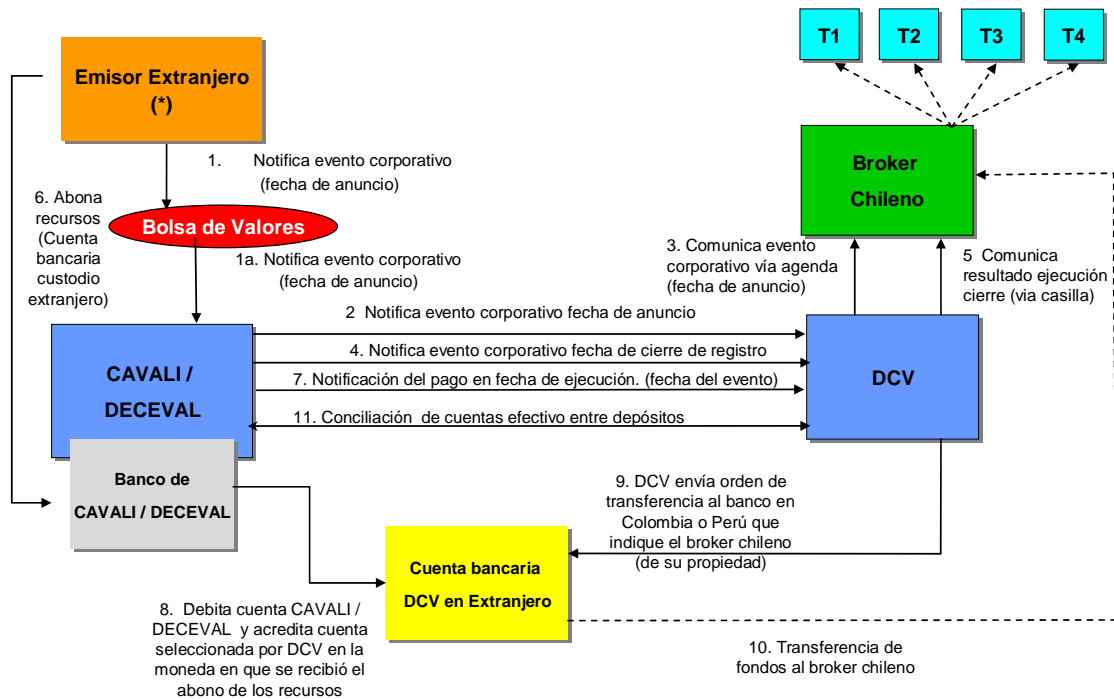 T1
T2
T3
T4
Emisor Extranjero
(*)
1. Notifica evento corporativo
(fecha de anuncio)
Broker
Chileno
6. Abona
recursos
(Cuenta
bancaria
custodio
extranjero)
Bolsa de Valores
1a. Notifica evento corporativo
(fecha de anuncio)
3. Comunica evento
corporativo vía agenda
(fecha de anuncio)
5 Comunica
resultado ejecución
cierre (via casilla)
2 Notifica evento corporativo fecha de anuncio
4. Notifica evento corporativo fecha de cierre de registro
7. Notificación del pago en fecha de ejecución. (fecha del evento)
11. Conciliación de cuentas efectivo entre depósitos
CAVALI /
DECEVAL
DCV
Banco de
CAVALI / DECEVAL
9. DCV envía orden de
transferencia al banco en
Colombia o Perú que
indique el broker chileno
(de su propiedad)
Cuenta bancaria
DCV en Extranjero
8. Debita cuenta CAVALI /
DECEVAL y acredita cuenta
seleccionada por DCV en la
moneda en que se recibió el
abono de los recursos
10. Transferencia de
fondos al broker chileno